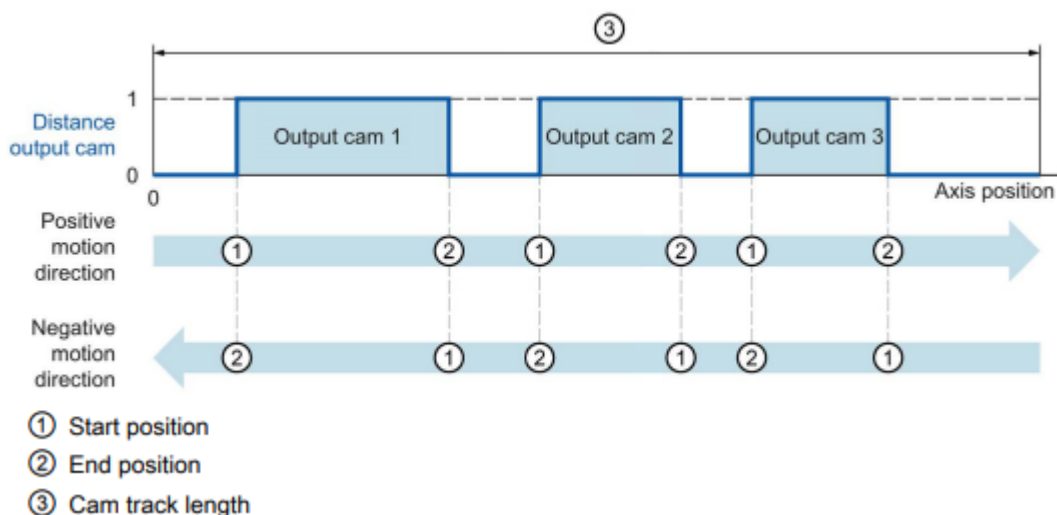 ③
1
Distance
output cam
Output cam 1
Output cam 2
Output cam 3
0
0
Axis position
Positive
motion
direction
① ② ① ② ① ②
Negative
motion
direction
② ① ② ① ② ①
① Start position
② End position
③ Cam track length